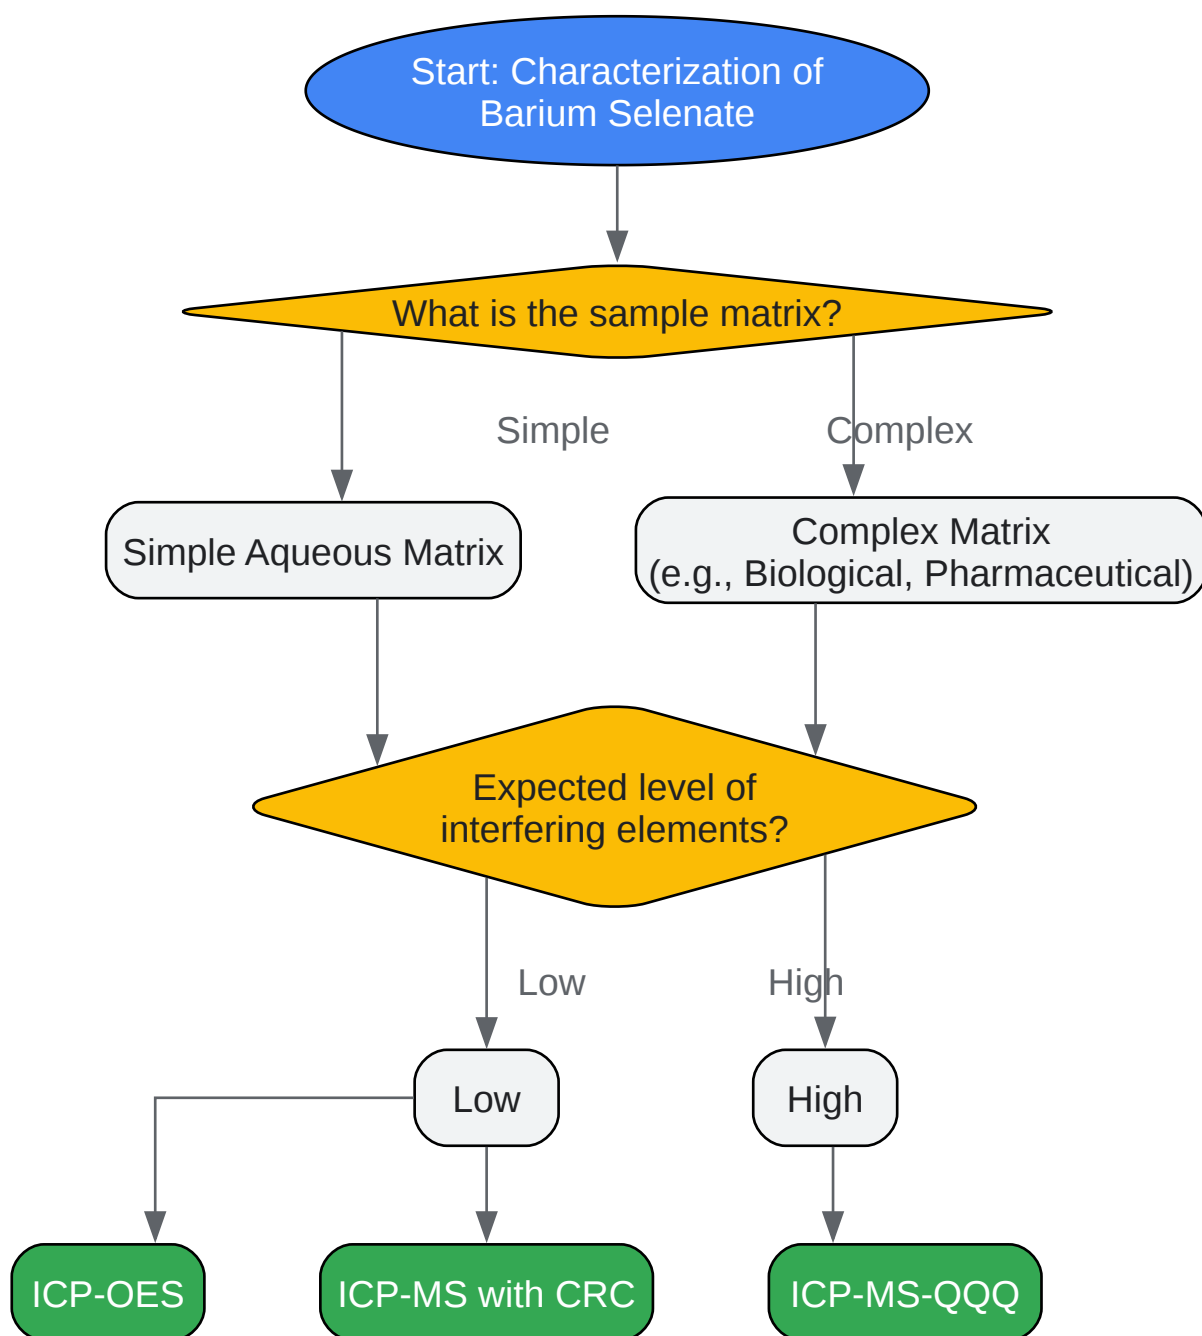 Start: Characterization of
Barium Selenate
What is the sample matrix?
Simple
Complex
Simple Aqueous Matrix
Complex Matrix
(e.g., Biological, Pharmaceutical)
Expected level of
interfering elements?
Low
High
Low
High
ICP-OES
ICP-MS with CRC
ICP-MS-QQQ